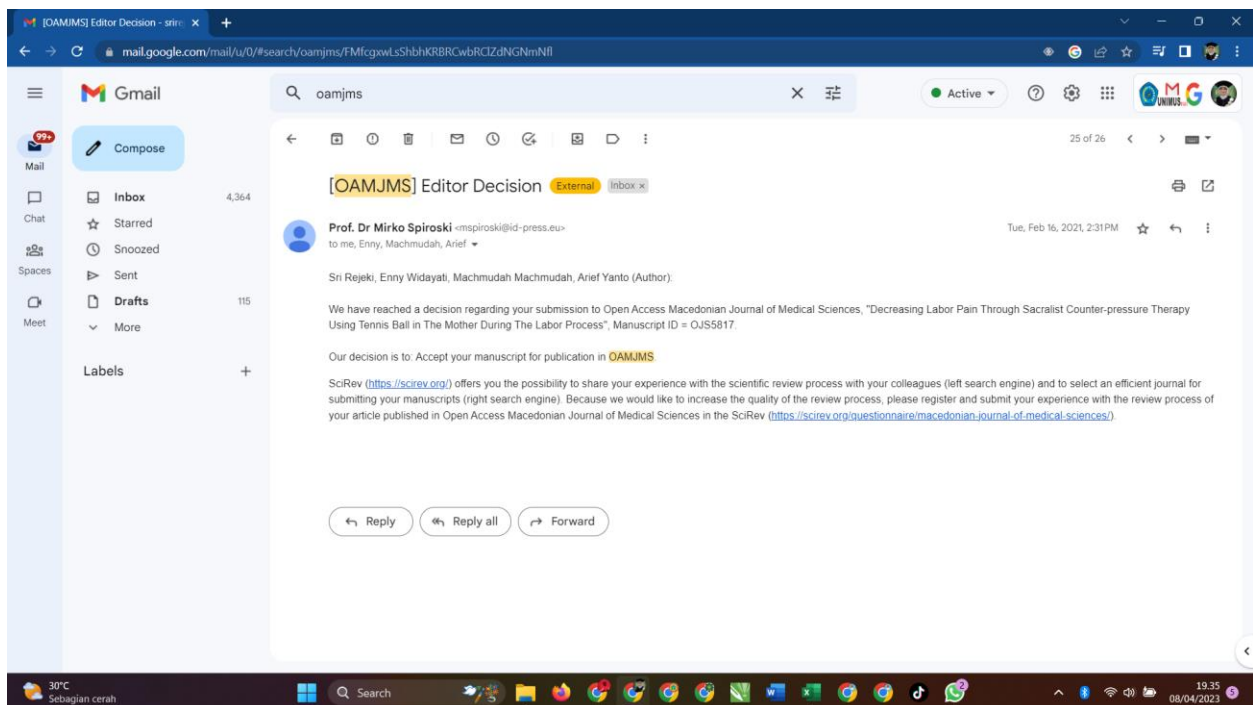 [OAMJMS] Editor Decision - srirej
mail.google.com/mail/u/0/#search/oamjms/FMfcgxwLsShbhKRBRCwbRClZdNGNmNfl
Gmail
oamjms
Active
UNIMUS
M G
99+
Mail
Compose
25 of 26
Chat
Inbox 4,364
[OAMJMS] Editor Decision External Inbox x
Starred
Prof. Dr Mirko Spiroski <mspiroski@id-press.eu>
Tue, Feb 16, 2021, 2:31 PM
to me, Enny, Machmudah, Arief
Spaces
Snoozed
Sent
Meet
Drafts 115
More
Labels
Sri Rejeki, Enny Widayati, Machmudah Machmudah, Arief Yanto (Author):
We have reached a decision regarding your submission to Open Access Macedonian Journal of Medical Sciences, "Decreasing Labor Pain Through Sacralist Counter-pressure Therapy
Using Tennis Ball in The Mother During The Labor Process", Manuscript ID = OJS5817.
Our decision is to: Accept your manuscript for publication in OAMJMS
SciRev (https://scirev.org/) offers you the possibility to share your experience with the scientific review process with your colleagues (left search engine) and to select an efficient journal for
submitting your manuscripts (right search engine). Because we would like to increase the quality of the review process, please register and submit your experience with the review process of
your article published in Open Access Macedonian Journal of Medical Sciences in the SciRev (https://scirev.org/questionnaire/macedonian-journal-of-medical-sciences/).
Reply
Reply all
Forward
30°C
Sebagian cerah
Search
2
19.35
08/04/2023
5